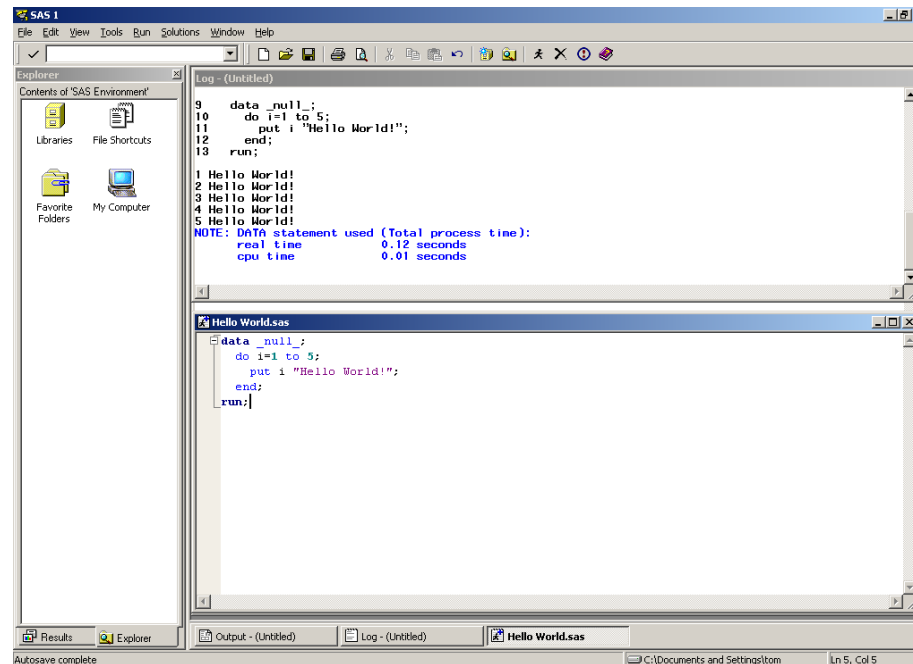 SAS 1
File Edit View Tools Run Solutions Window Help
Explorer
Contents of 'SAS Environment'
Libraries File Shortcuts
Favorite Folders My Computer
Log - (Untitled)
9 data _null_;
10 do i=1 to 5;
11 put i "Hello World!";
12 end;
13 run;
1 Hello World!
2 Hello World!
3 Hello World!
4 Hello World!
5 Hello World!
NOTE: DATA statement used (Total process time):
real time 0.12 seconds
cpu time 0.01 seconds
Hello World.sas
data _null_;
do i=1 to 5;
put i "Hello World!";
end;
run;
Results Explorer
Output - (Untitled) Log - (Untitled) Hello World.sas
Autosave complete C:\Documents and Settings\tom Ln 5, Col 5